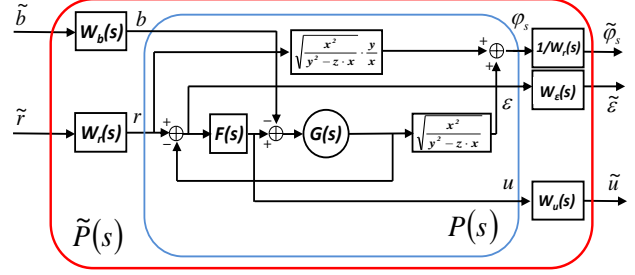 b̃ W_b(s) b φ_s φ̃_s
√(x²/(y² − z · x)) · y/x + + 1/W_r(s)
r̃ W_r(s) r + − F(s) − + G(s) √(x²/(y² − z · x)) ε W_ε(s) ε̃
u W_u(s) ũ
P̃(s) P(s)